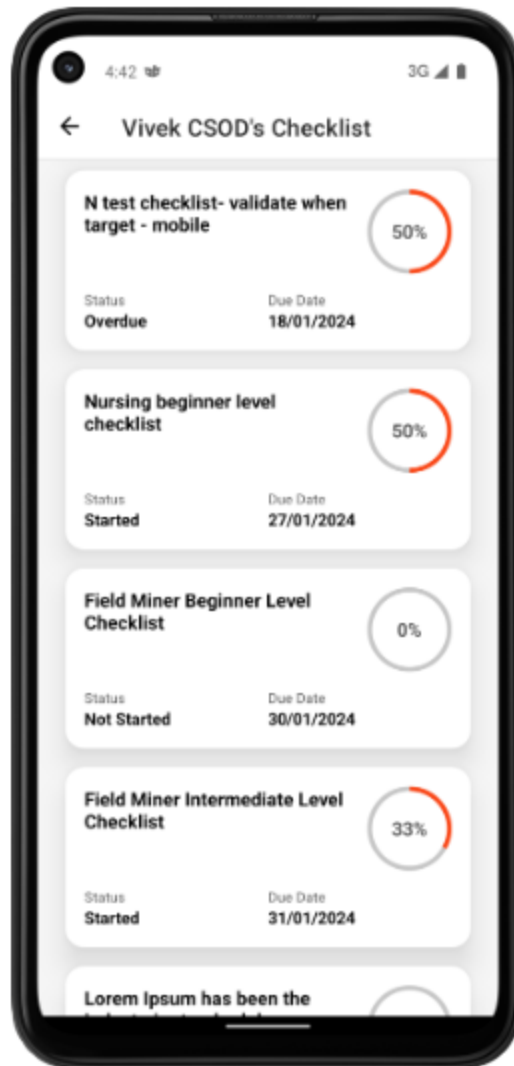 4:42
3G
Vivek CSOD's Checklist
N test checklist- validate when
target - mobile
50%
Status
Due Date
Overdue
18/01/2024
Nursing beginner level
checklist
50%
Status
Due Date
Started
27/01/2024
Field Miner Beginner Level
Checklist
0%
Status
Due Date
Not Started
30/01/2024
Field Miner Intermediate Level
Checklist
33%
Status
Due Date
Started
31/01/2024
Lorem Ipsum has been the